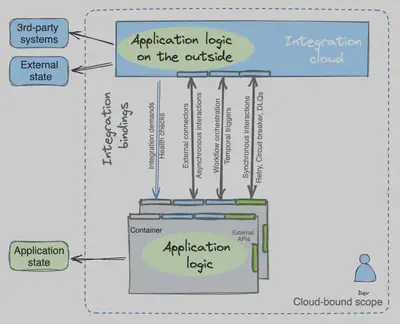 3rd-party
systems
External
state
Application logic
on the outside
Integration
cloud
Integration
bindings
Integration demands
Health checks
External connectors
Asynchronous interactions
Workflow orchestration
Temporal triggers
Synchronous interactions
Retry, Circuit breaker, DLQs
Container
External
APIs
Application
logic
Application
state
Dev
Cloud-bound scope